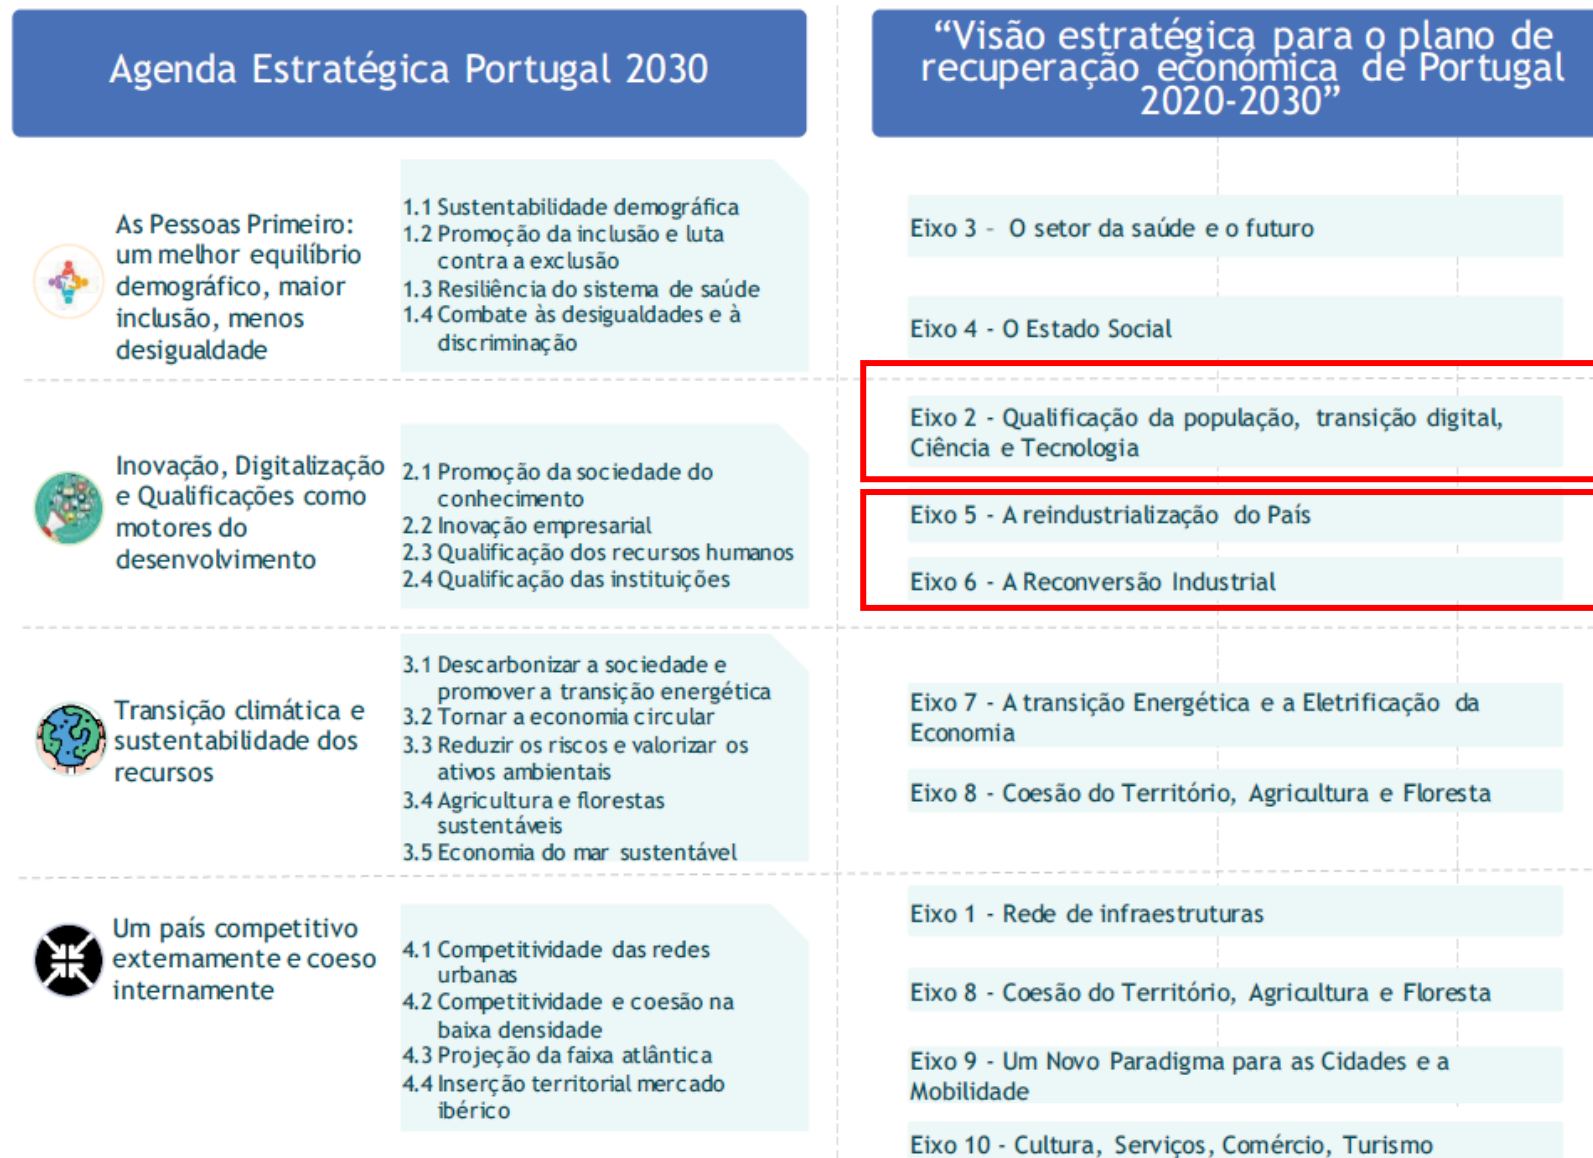 Agenda Estratégica Portugal 2030
“Visão estratégica para o plano de
recuperação económica de Portugal
2020-2030”
As Pessoas Primeiro:
um melhor equilíbrio
demográfico, maior
inclusão, menos
desigualdade
1.1 Sustentabilidade demográfica
1.2 Promoção da inclusão e luta
contra a exclusão
1.3 Resiliência do sistema de saúde
1.4 Combate às desigualdades e à
discriminação
Eixo 3 - O setor da saúde e o futuro
Eixo 4 - O Estado Social
Inovação, Digitalização
e Qualificações como
motores do
desenvolvimento
2.1 Promoção da sociedade do
conhecimento
2.2 Inovação empresarial
2.3 Qualificação dos recursos humanos
2.4 Qualificação das instituições
Eixo 2 - Qualificação da população, transição digital,
Ciência e Tecnologia
Eixo 5 - A reindustrialização do País
Eixo 6 - A Reconversão Industrial
Transição climática e
sustentabilidade dos
recursos
3.1 Descarbonizar a sociedade e
promover a transição energética
3.2 Tornar a economia circular
3.3 Reduzir os riscos e valorizar os
ativos ambientais
3.4 Agricultura e florestas
sustentáveis
3.5 Economia do mar sustentável
Eixo 7 - A transição Energética e a Eletrificação da
Economia
Eixo 8 - Coesão do Território, Agricultura e Floresta
Um país competitivo
externamente e coeso
internamente
4.1 Competitividade das redes
urbanas
4.2 Competitividade e coesão na
baixa densidade
4.3 Projeção da faixa atlântica
4.4 Inserção territorial mercado
ibérico
Eixo 1 - Rede de infraestruturas
Eixo 8 - Coesão do Território, Agricultura e Floresta
Eixo 9 - Um Novo Paradigma para as Cidades e a
Mobilidade
Eixo 10 - Cultura, Serviços, Comércio, Turismo